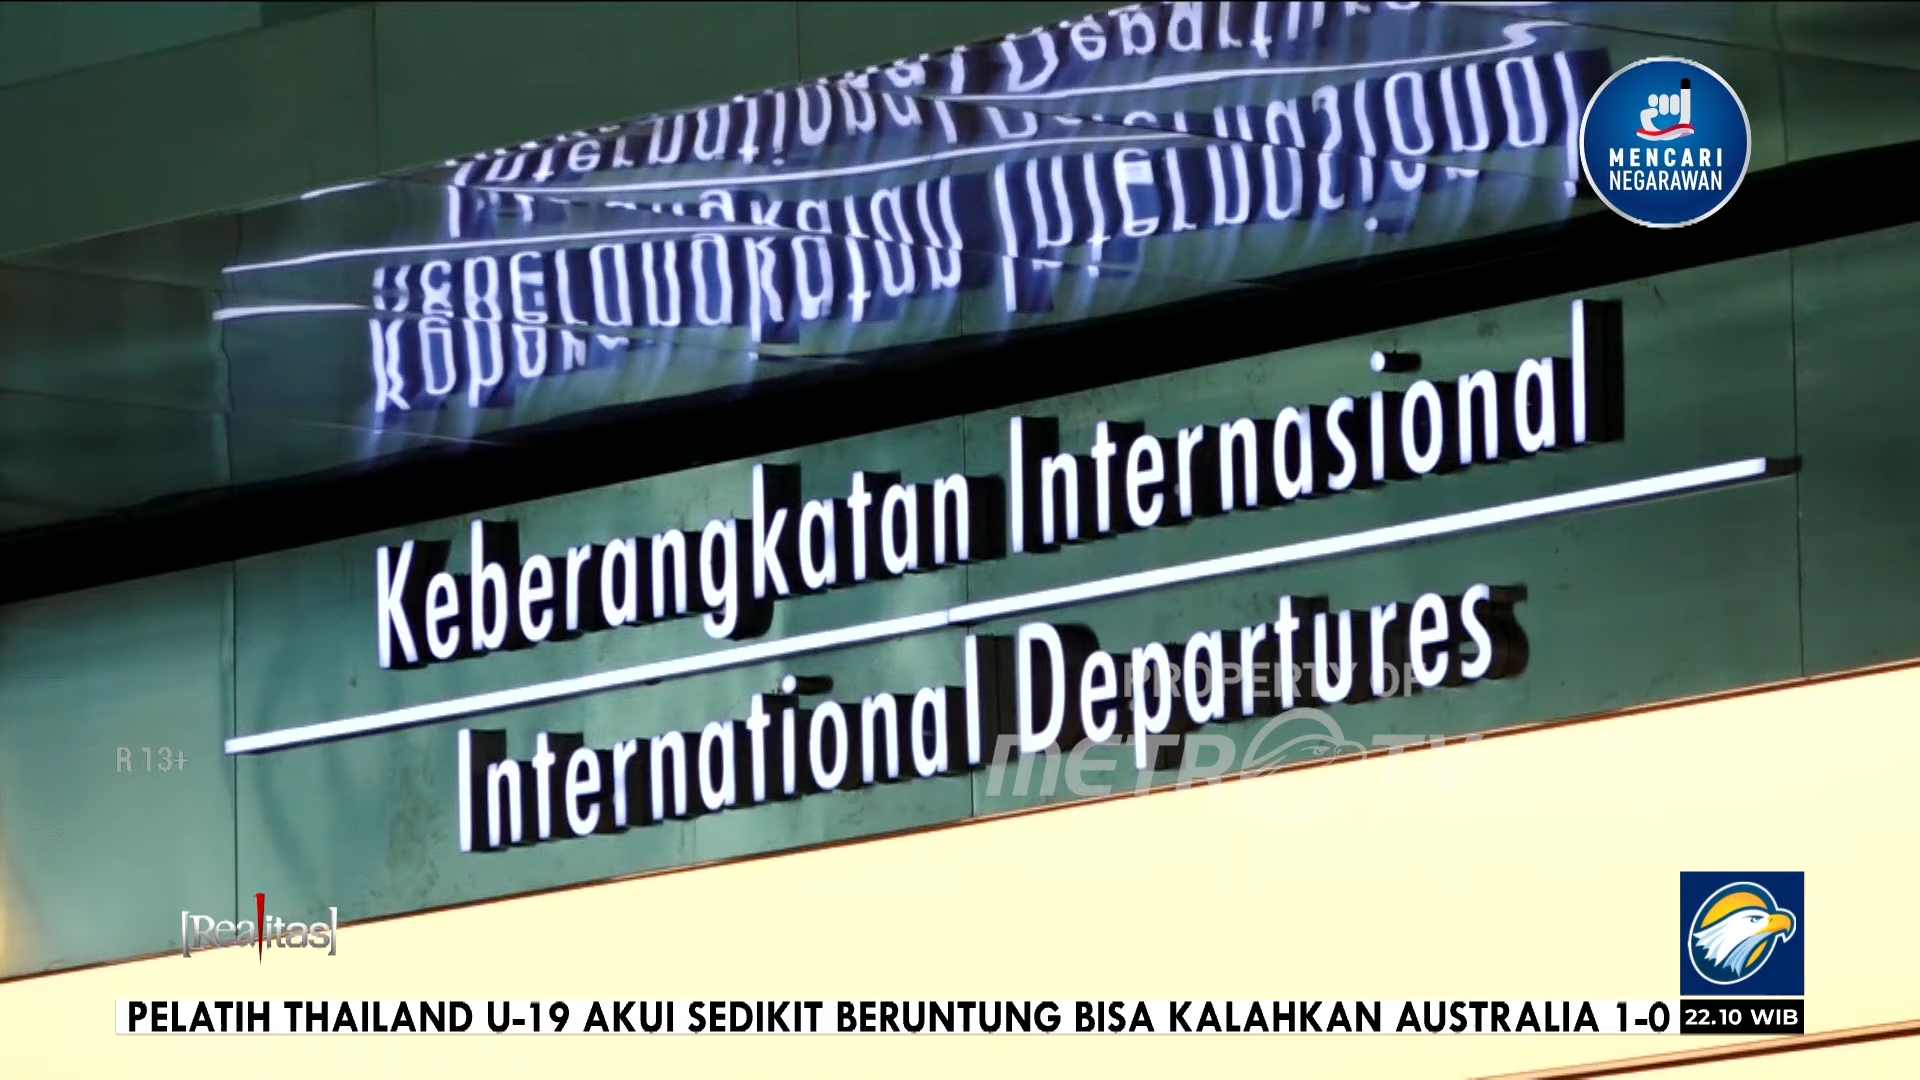 MENCARI
NEGARAWAN
Keberangkatan Internasional
International Departures
PROPERTY OF
METRO TV
R 13+
[Realitas]
PELATIH THAILAND U-19 AKUI SEDIKIT BERUNTUNG BISA KALAHKAN AUSTRALIA 1-0
22.10 WIB